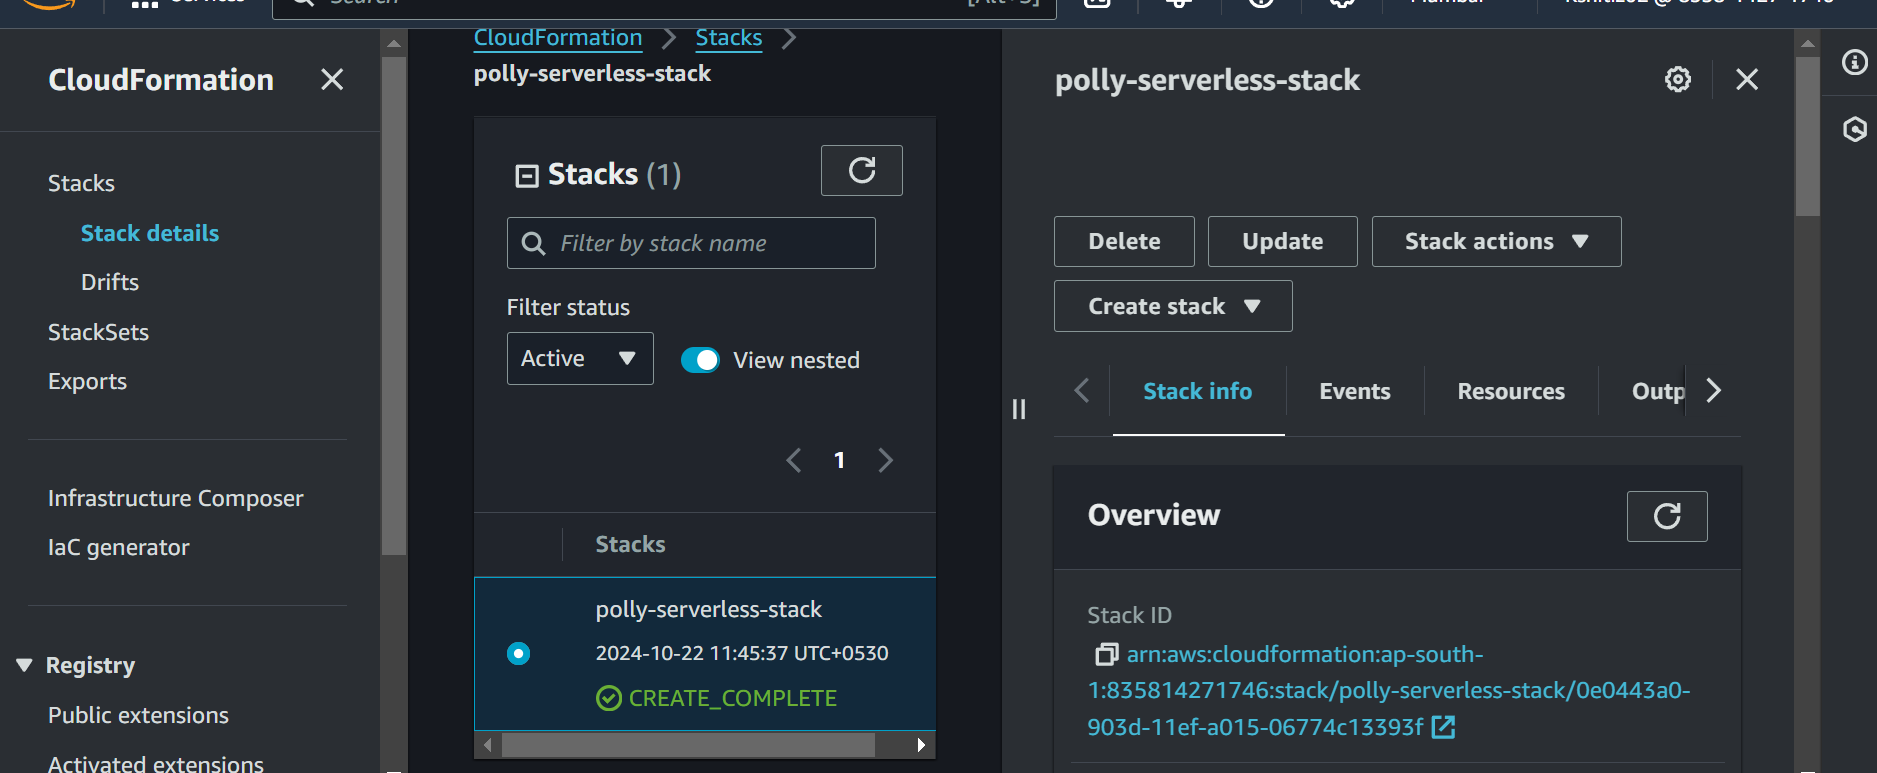 Services
Search
[Alt+S]
Mumbai
CloudFormation
Stacks
Stack details
Drifts
StackSets
Exports
Infrastructure Composer
IaC generator
Registry
Public extensions
Activated extensions
CloudFormation
Stacks
polly-serverless-stack
Stacks (1)
Filter by stack name
Filter status
Active
View nested
1
Stacks
polly-serverless-stack
2024-10-22 11:45:37 UTC+0530
CREATE_COMPLETE
polly-serverless-stack
Delete
Update
Stack actions
Create stack
Stack info
Events
Resources
Outp
Overview
Stack ID
arn:aws:cloudformation:ap-south-
1:835814271746:stack/polly-serverless-stack/0e0443a0-
903d-11ef-a015-06774c13393f